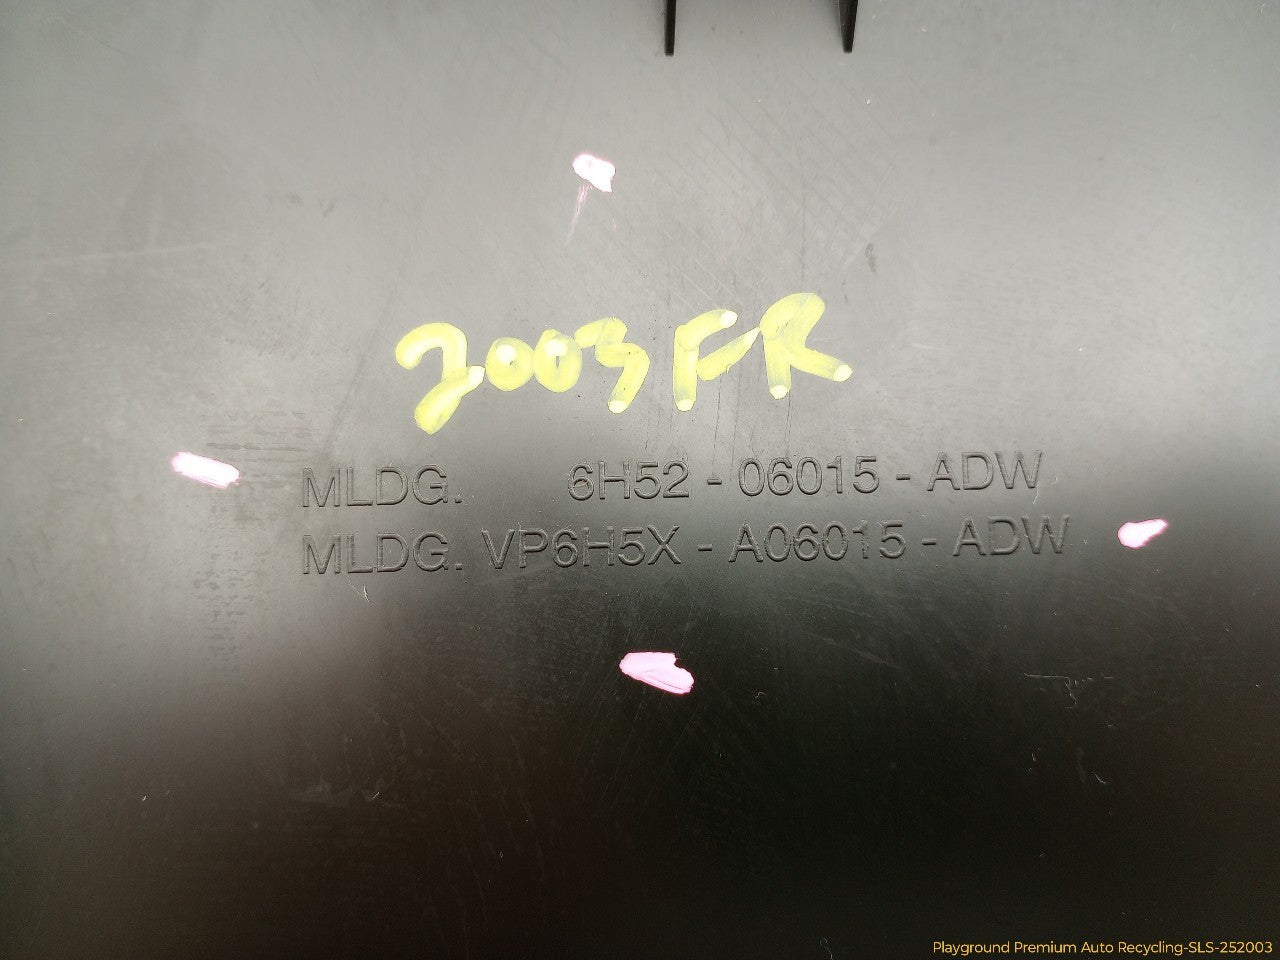 2003 FR
MLDG. 6H52 - 06015 - ADW
MLDG. VP6H5X - A06015 - ADW
Playground Premium Auto Recycling-SLS-252003